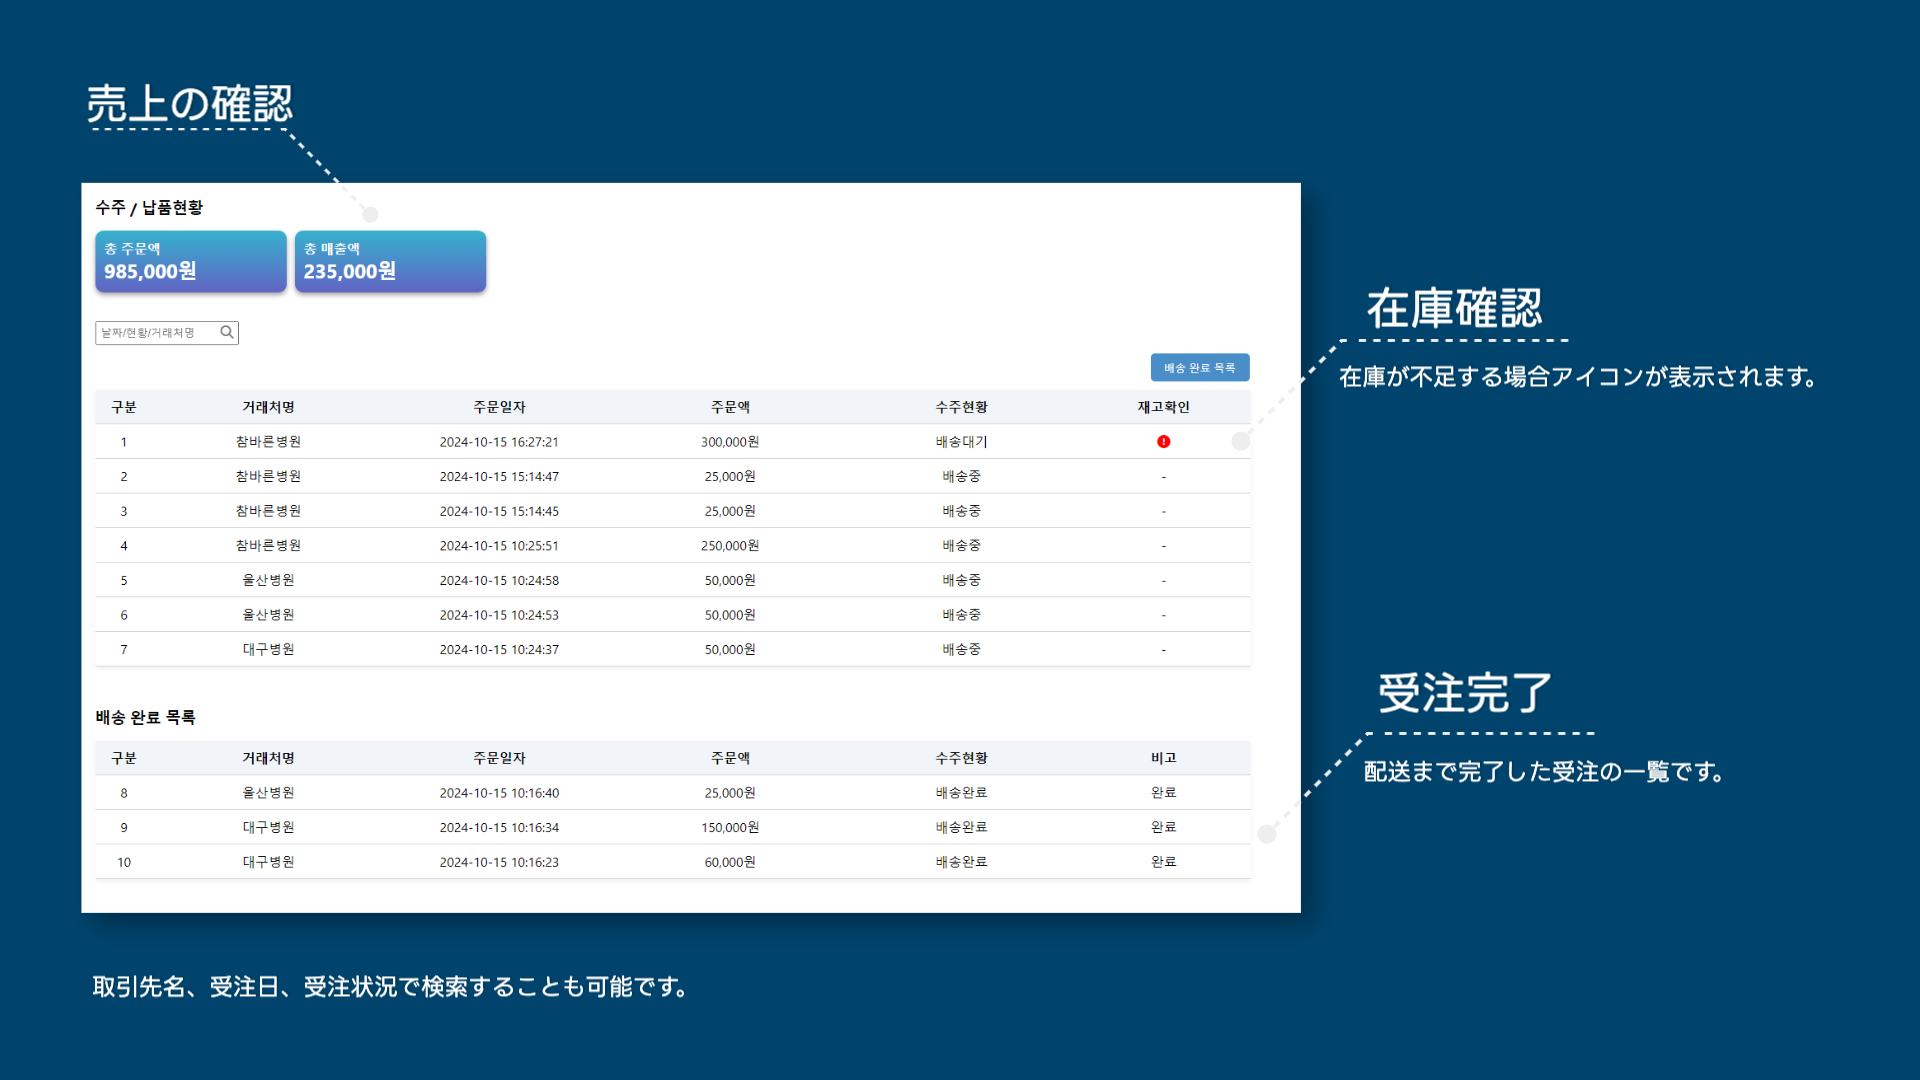 売上の確認
수주 / 납품현황
총 주문액
985,000원
총 매출액
235,000원
날짜/현황/거래처명
배송 완료 목록
구분 거래처명 주문일자 주문액 수주현황 재고확인
1 참바른병원 2024-10-15 16:27:21 300,000원 배송대기 !
2 참바른병원 2024-10-15 15:14:47 25,000원 배송중 -
3 참바른병원 2024-10-15 15:14:45 25,000원 배송중 -
4 참바른병원 2024-10-15 10:25:51 250,000원 배송중 -
5 울산병원 2024-10-15 10:24:58 50,000원 배송중 -
6 울산병원 2024-10-15 10:24:53 50,000원 배송중 -
7 대구병원 2024-10-15 10:24:37 50,000원 배송중 -
배송 완료 목록
구분 거래처명 주문일자 주문액 수주현황 비고
8 울산병원 2024-10-15 10:16:40 25,000원 배송완료 완료
9 대구병원 2024-10-15 10:16:34 150,000원 배송완료 완료
10 대구병원 2024-10-15 10:16:23 60,000원 배송완료 완료
在庫確認
在庫が不足する場合アイコンが表示されます。
受注完了
配送まで完了した受注の一覧です。
取引先名、受注日、受注状況で検索することも可能です。